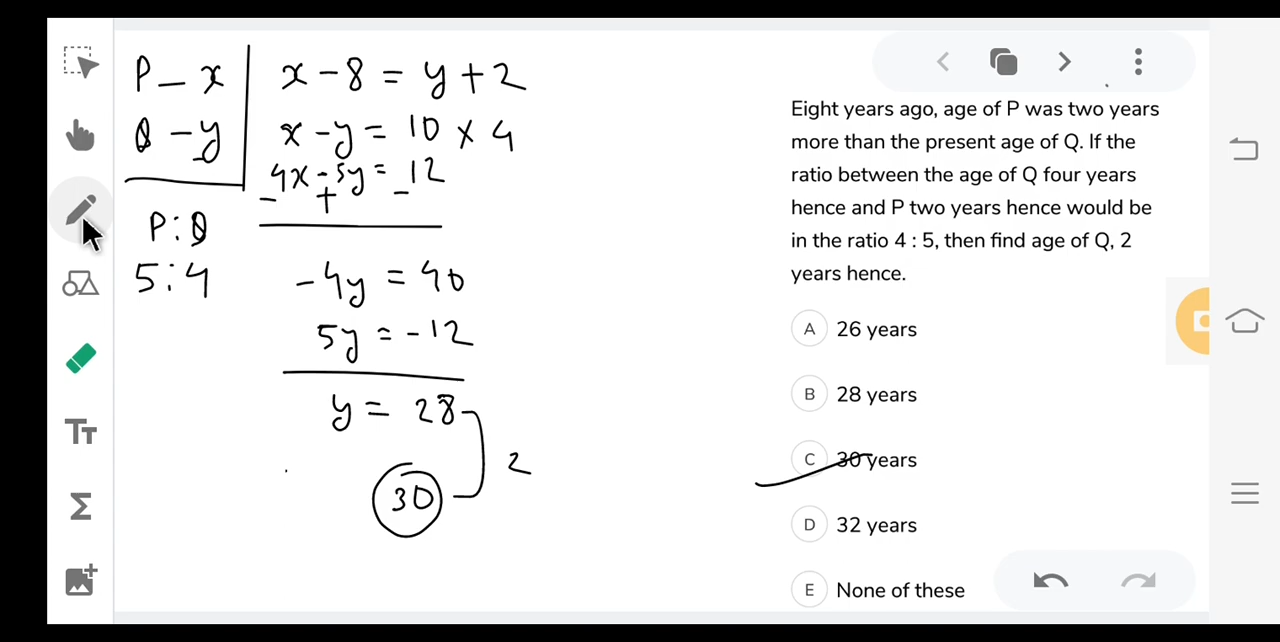 P - x
Q - y
P : Q
5 : 4
x - 8 = y + 2
x - y = 10 × 4
4x - 5y = 12
- + -
-4y = 40
5y = -12
y = 28
2
30
Eight years ago, age of P was two years
more than the present age of Q. If the
ratio between the age of Q four years
hence and P two years hence would be
in the ratio 4 : 5, then find age of Q, 2
years hence.
A 26 years
B 28 years
C 30 years
D 32 years
E None of these
TT
Σ